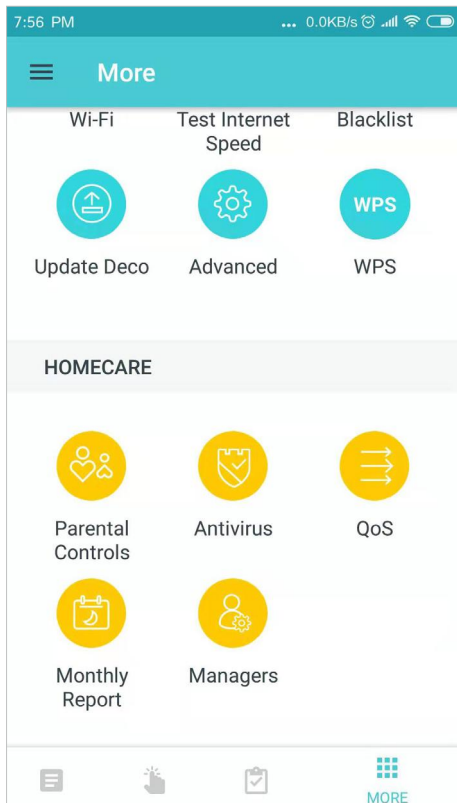 7:56 PM ... 0.0KB/s
More
Wi-Fi Test Internet Speed Blacklist
Update Deco Advanced WPS WPS
HOMECARE
Parental Controls Antivirus QoS
Monthly Report Managers
MORE